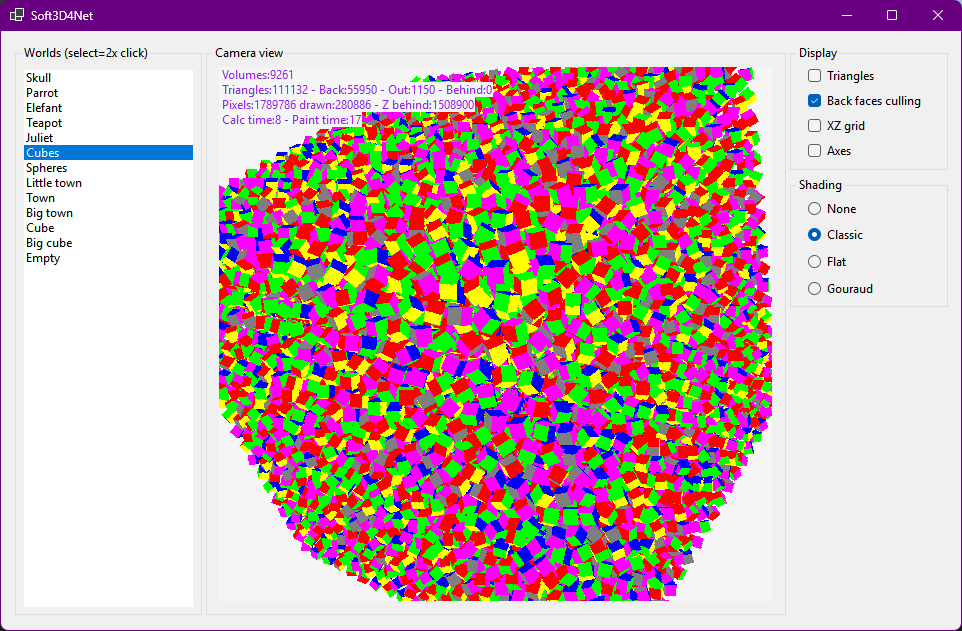 Soft3D4Net
Worlds (select=2x click)
Skull
Parrot
Elefant
Teapot
Juliet
Cubes
Spheres
Little town
Town
Big town
Cube
Big cube
Empty
Camera view
Volumes:9261
Triangles:111132 - Back:55950 - Out:1150 - Behind:0
Pixels:1789786 drawn:280886 - Z behind:1508900
Calc time:8 - Paint time:17
Display
Triangles
Back faces culling
XZ grid
Axes
Shading
None
Classic
Flat
Gouraud